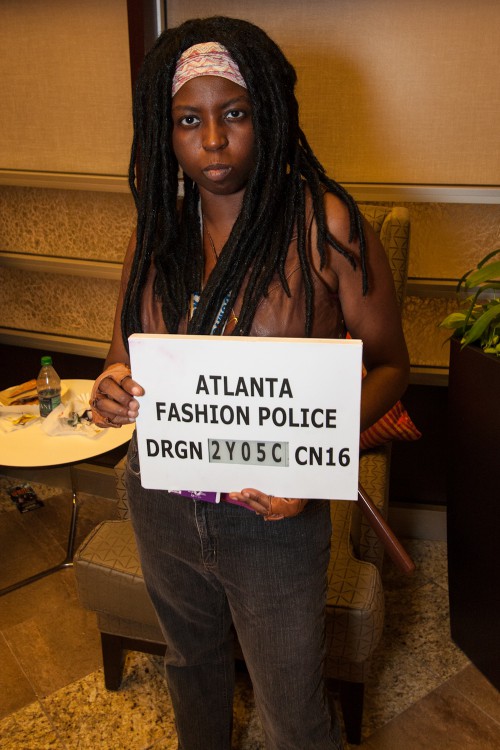 ATLANTA
FASHION POLICE
DRGN 2Y05C CN16